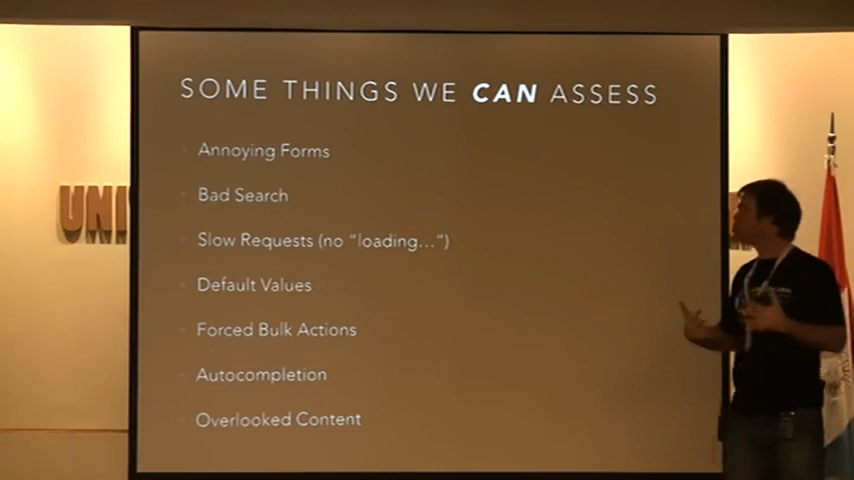 SOME THINGS WE CAN ASSESS
Annoying Forms
Bad Search
Slow Requests (no "loading…")
Default Values
Forced Bulk Actions
Autocompletion
Overlooked Content
UNI